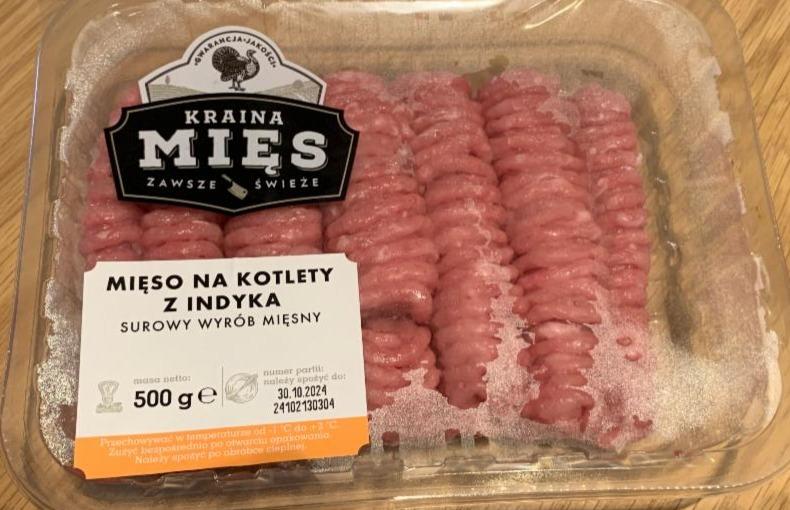 •GWARANCJA•JAKOŚCI•
KRAINA
MIĘS
ZAWSZE ŚWIEŻE
MIĘSO NA KOTLETY
Z INDYKA
SUROWY WYRÓB MIĘSNY
masa netto:
500 g e
numer partii:
należy spożyć do:
30.10.2024
24102130304
Przechowywać w temperaturze od -1 °C do +2 °C.
Zużyć bezpośrednio po otwarciu opakowania.
Należy spożyć po obróbce cieplnej.